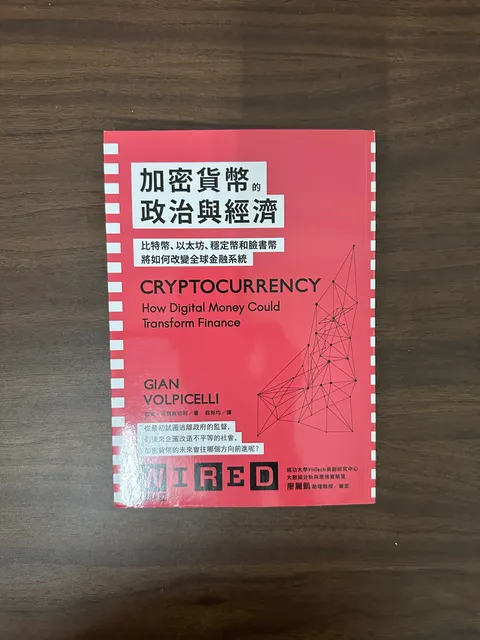 加密貨幣的
政治與經濟
比特幣、以太坊、穩定幣和臉書幣
將如何改變全球金融系統
CRYPTOCURRENCY
How Digital Money Could
Transform Finance
GIAN
VOLPICELLI
著
譯
從最初試圖逃離政府的監督,
到後來企圖改造不平等的社會,
加密貨幣的未來會往哪個方向前進呢?
WIRED
成功大學FinTech商創研究中心
大數據分析與應用實驗室
廖麗凱 助理教授/審定